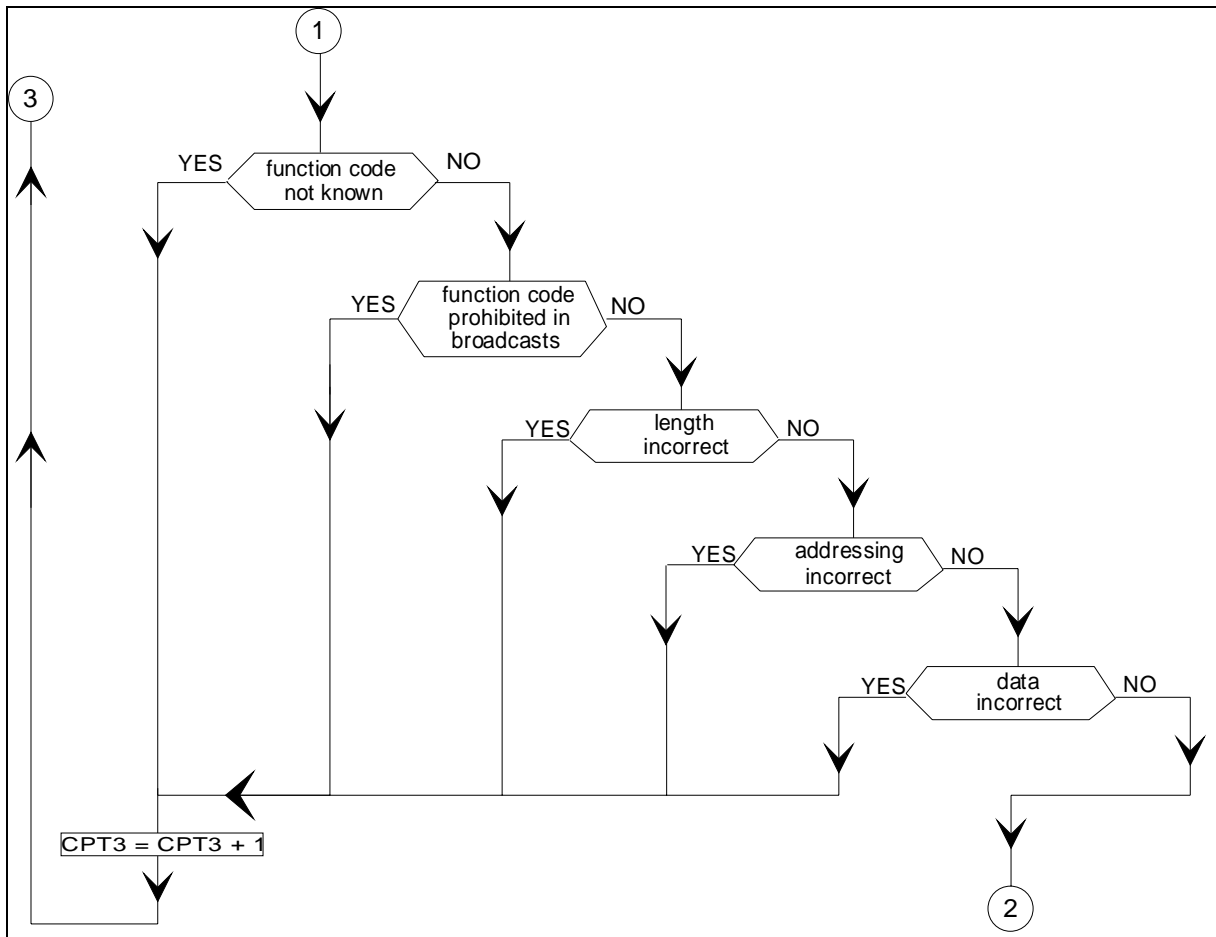 1
3
YES
function code
not known
NO
YES
function code
prohibited in
broadcasts
NO
YES
length
incorrect
NO
YES
addressing
incorrect
NO
YES
data
incorrect
NO
CPT3 = CPT3 + 1
2